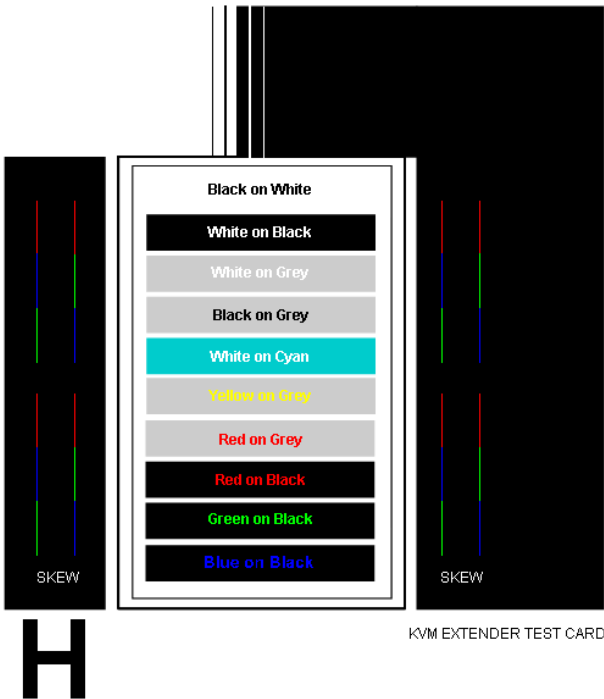 Black on White
White on Black
White on Grey
Black on Grey
White on Cyan
Yellow on Grey
Red on Grey
Red on Black
Green on Black
Blue on Black
SKEW
SKEW
KVM EXTENDER TEST CARD
H